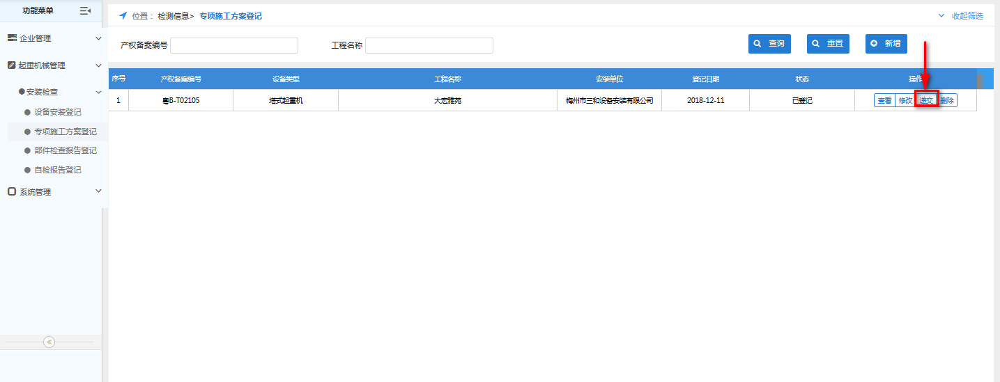 功能菜单
企业管理
起重机械管理
安装检查
设备安装登记
专项施工方案登记
部件检查报告登记
自检报告登记
系统管理
位置： 检测信息> 专项施工方案登记 收起筛选
产权备案编号 工程名称 查询 重置 新增
序号 产权备案编号 设备类型 工程名称 安装单位 登记日期 状态 操作
1 粤B-T02105 塔式起重机 大宏雅苑 梅州市三和设备安装有限公司 2018-12-11 已登记 查看 修改 递交 删除